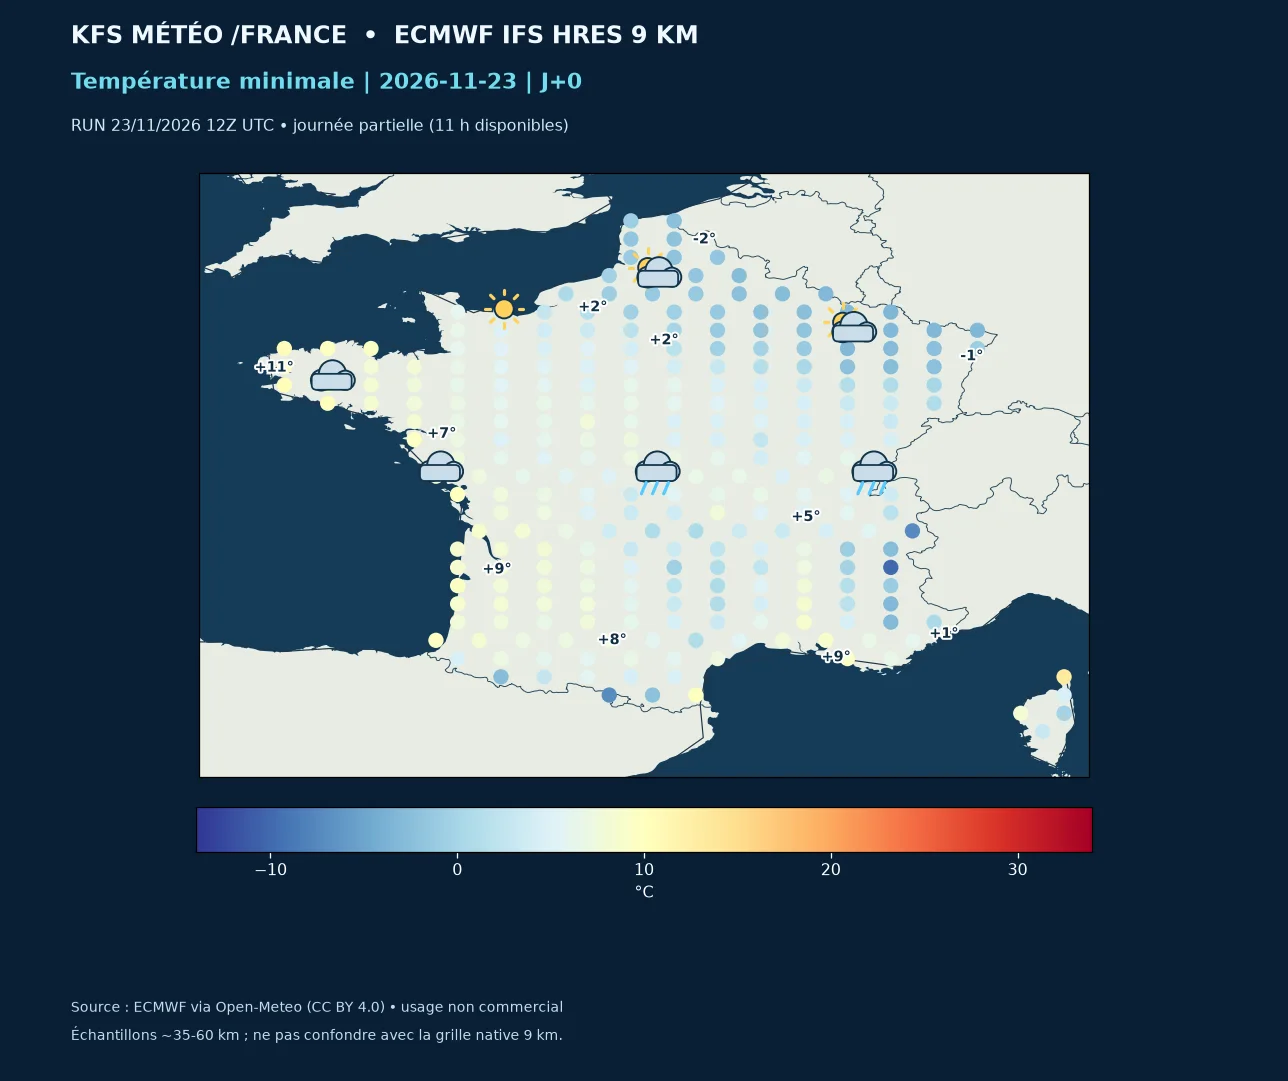 KFS MÉTÉO /FRANCE • ECMWF IFS HRES 9 KM
Température minimale | 2026-11-23 | J+0
RUN 23/11/2026 12Z UTC • journée partielle (11 h disponibles)
-2°
+2°
+2°
-1°
+11°
+7°
+5°
+9°
+8°
+1°
+9°
−10 0 10 20 30
°C
Source : ECMWF via Open-Meteo (CC BY 4.0) • usage non commercial
Échantillons ~35-60 km ; ne pas confondre avec la grille native 9 km.